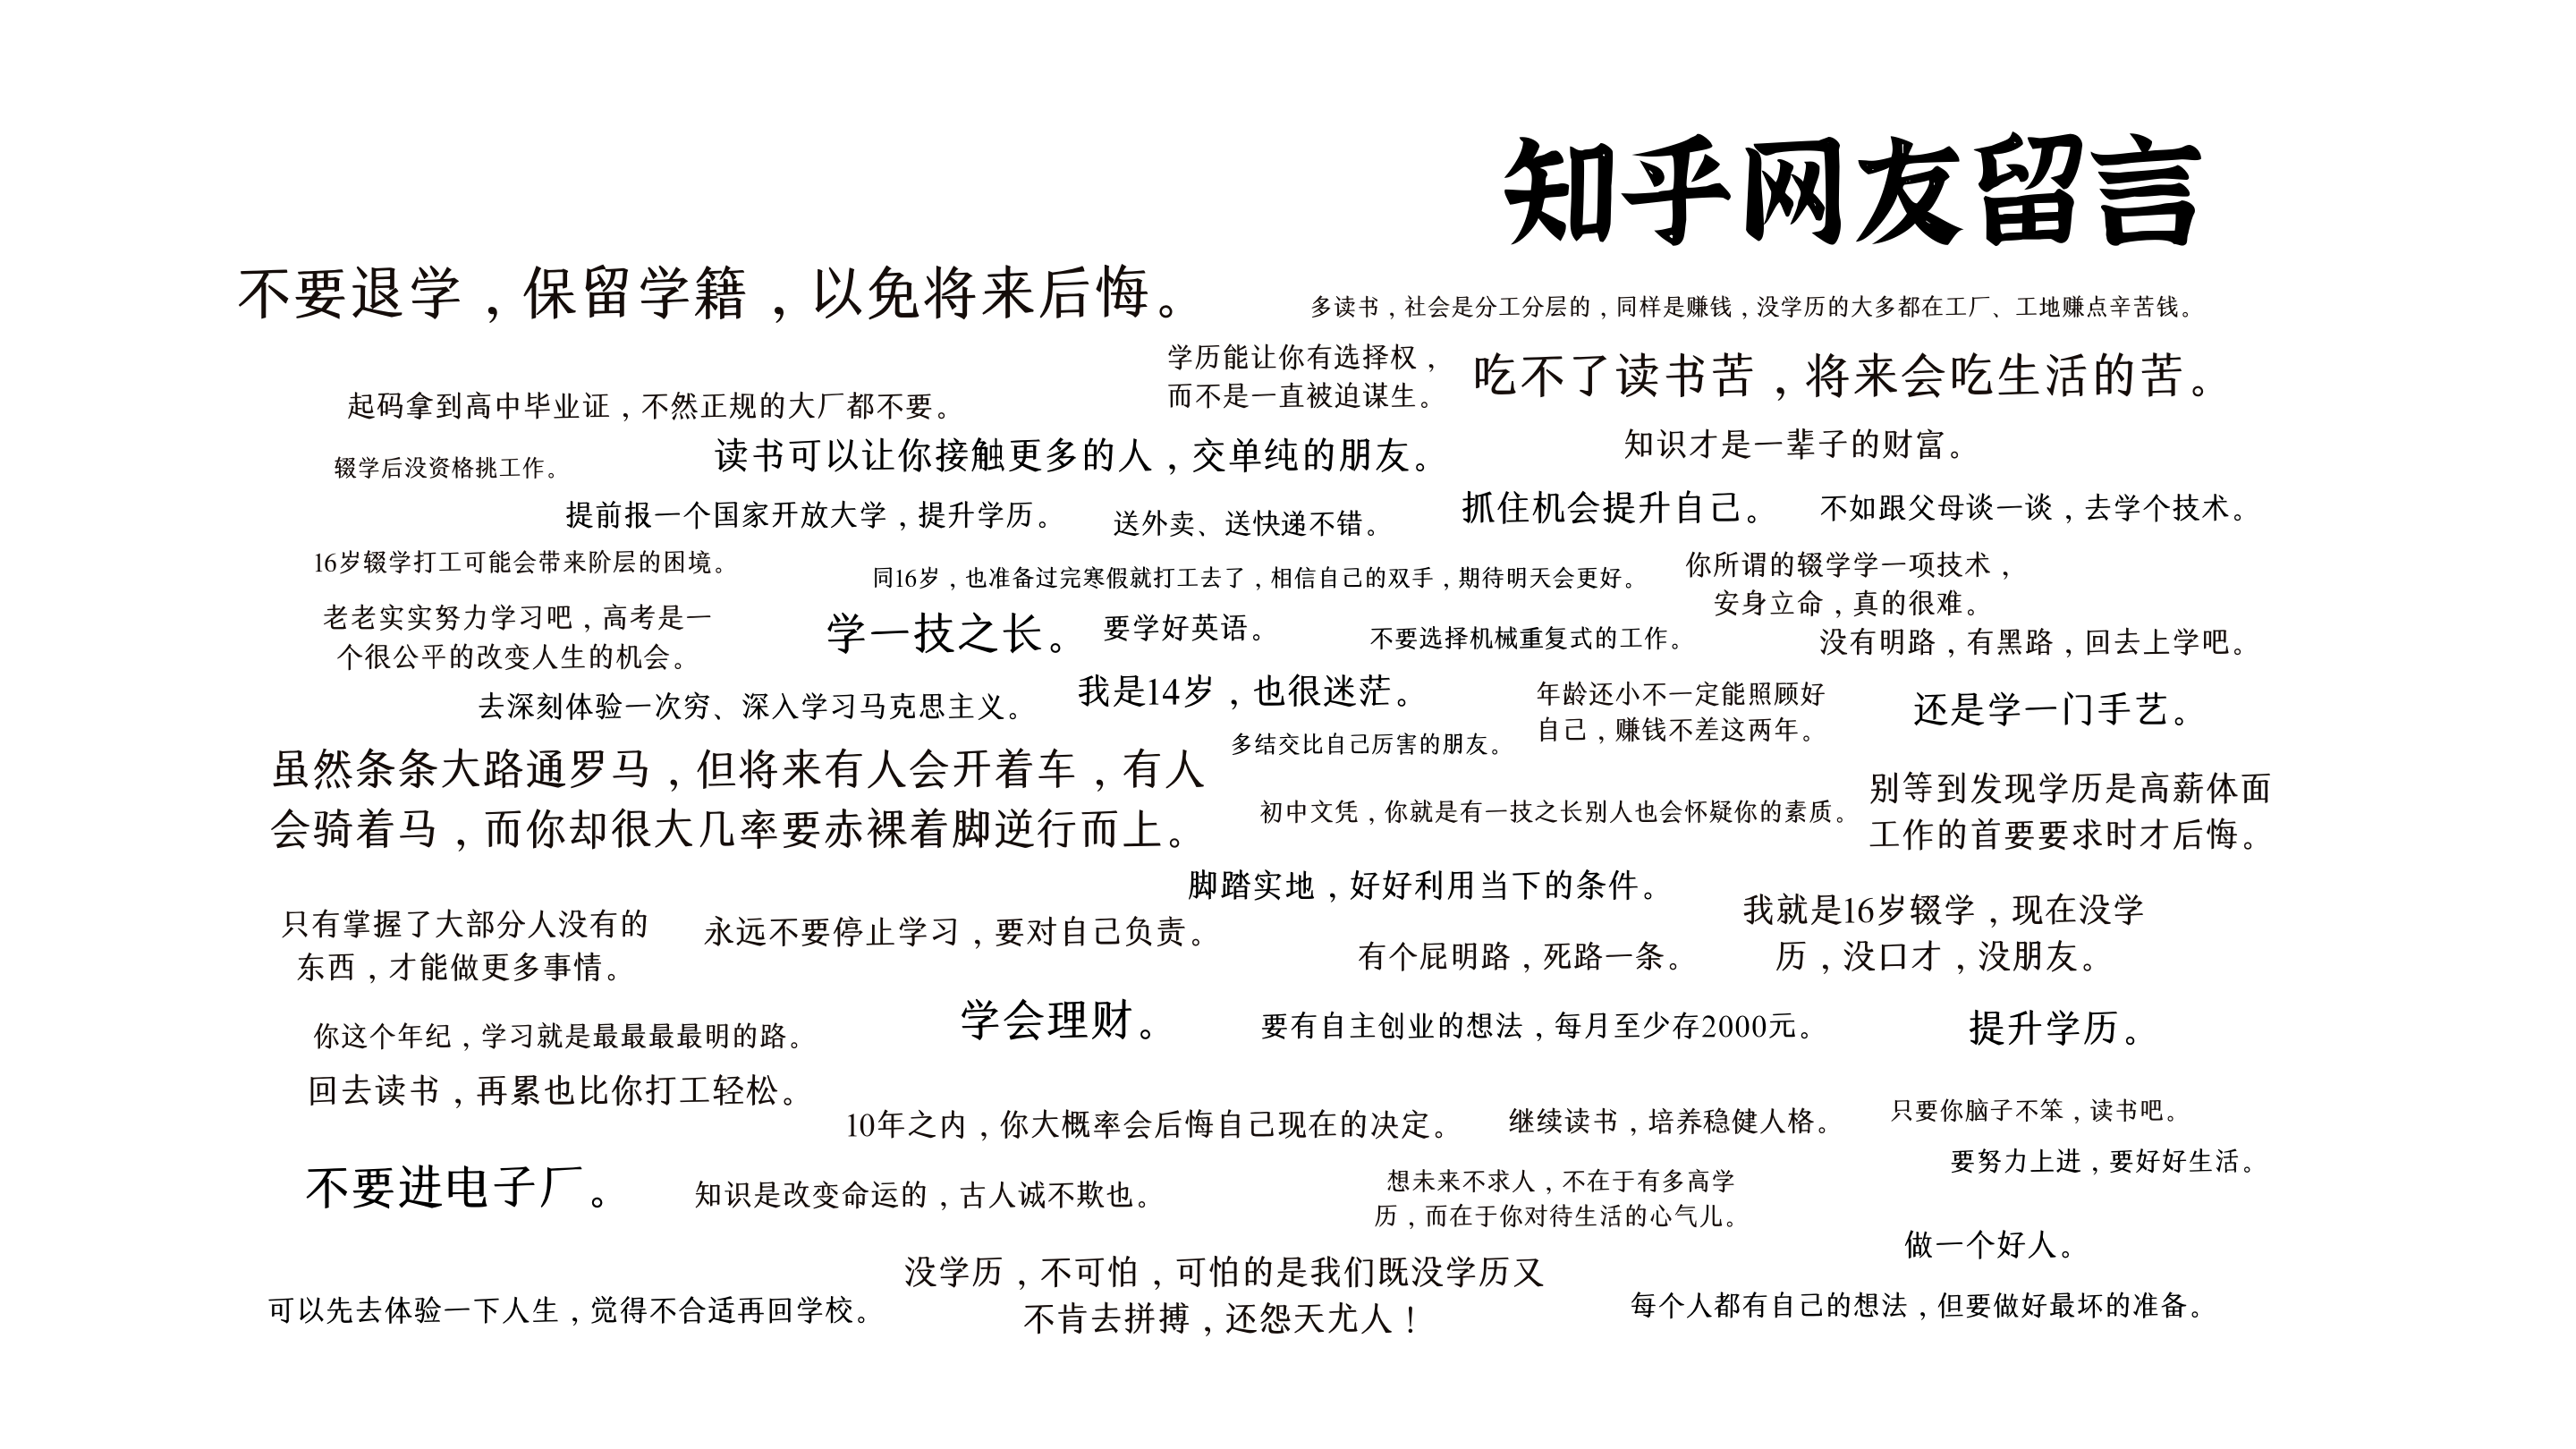 知乎网友留言
不要退学，保留学籍，以免将来后悔。
多读书，社会是分工分层的，同样是赚钱，没学历的大多都在工厂、工地赚点辛苦钱。
学历能让你有选择权，
而不是一直被迫谋生。
吃不了读书苦，将来会吃生活的苦。
起码拿到高中毕业证，不然正规的大厂都不要。
读书可以让你接触更多的人，交单纯的朋友。
知识才是一辈子的财富。
辍学后没资格挑工作。
提前报一个国家开放大学，提升学历。
送外卖、送快递不错。
抓住机会提升自己。
不如跟父母谈一谈，去学个技术。
16岁辍学打工可能会带来阶层的困境。
同16岁，也准备过完寒假就打工去了，相信自己的双手，期待明天会更好。
你所谓的辍学学一项技术，
安身立命，真的很难。
老老实实努力学习吧，高考是一
个很公平的改变人生的机会。
学一技之长。
要学好英语。
不要选择机械重复式的工作。
没有明路，有黑路，回去上学吧。
去深刻体验一次穷、深入学习马克思主义。
我是14岁，也很迷茫。
年龄还小不一定能照顾好
自己，赚钱不差这两年。
还是学一门手艺。
多结交比自己厉害的朋友。
虽然条条大路通罗马，但将来有人会开着车，有人
会骑着马，而你却很大几率要赤裸着脚逆行而上。
初中文凭，你就是有一技之长别人也会怀疑你的素质。
别等到发现学历是高薪体面
工作的首要要求时才后悔。
脚踏实地，好好利用当下的条件。
只有掌握了大部分人没有的
东西，才能做更多事情。
永远不要停止学习，要对自己负责。
有个屁明路，死路一条。
我就是16岁辍学，现在没学
历，没口才，没朋友。
你这个年纪，学习就是最最最最明的路。
学会理财。
要有自主创业的想法，每月至少存2000元。
提升学历。
回去读书，再累也比你打工轻松。
10年之内，你大概率会后悔自己现在的决定。
继续读书，培养稳健人格。
只要你脑子不笨，读书吧。
要努力上进，要好好生活。
不要进电子厂。
知识是改变命运的，古人诚不欺也。
想未来不求人，不在于有多高学
历，而在于你对待生活的心气儿。
做一个好人。
没学历，不可怕，可怕的是我们既没学历又
不肯去拼搏，还怨天尤人！
可以先去体验一下人生，觉得不合适再回学校。
每个人都有自己的想法，但要做好最坏的准备。